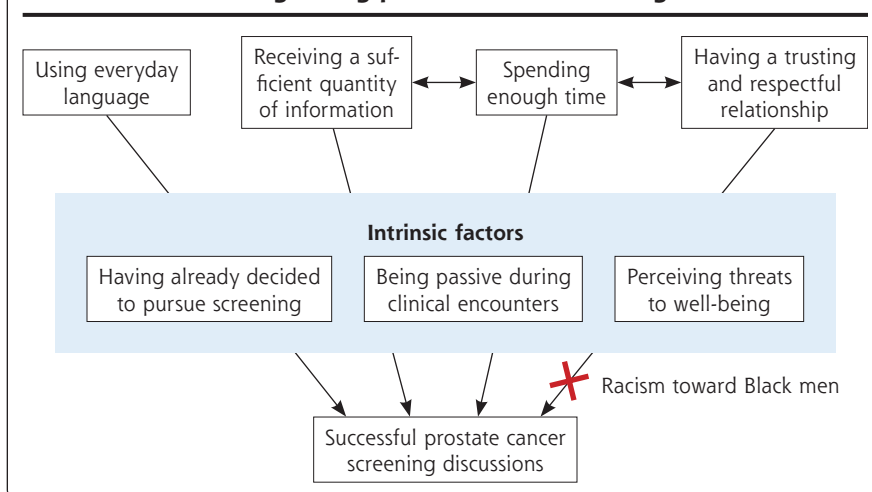 Using everyday
language
Receiving a suf-
ficient quantity
of information
Spending
enough time
Having a trusting
and respectful
relationship
Intrinsic factors
Having already decided
to pursue screening
Being passive during
clinical encounters
Perceiving threats
to well-being
Racism toward Black men
Successful prostate cancer
screening discussions